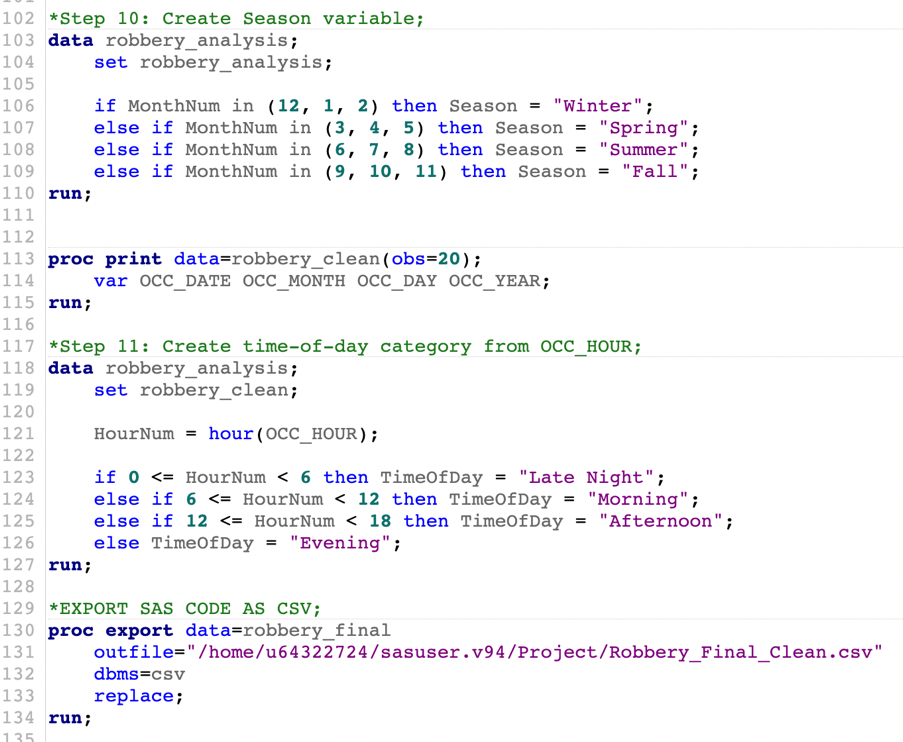 102 *Step 10: Create Season variable;
103 data robbery_analysis;
104     set robbery_analysis;
105
106     if MonthNum in (12, 1, 2) then Season = "Winter";
107     else if MonthNum in (3, 4, 5) then Season = "Spring";
108     else if MonthNum in (6, 7, 8) then Season = "Summer";
109     else if MonthNum in (9, 10, 11) then Season = "Fall";
110 run;
111
112
113 proc print data=robbery_clean(obs=20);
114     var OCC_DATE OCC_MONTH OCC_DAY OCC_YEAR;
115 run;
116
117 *Step 11: Create time-of-day category from OCC_HOUR;
118 data robbery_analysis;
119     set robbery_clean;
120
121     HourNum = hour(OCC_HOUR);
122
123     if 0 <= HourNum < 6 then TimeOfDay = "Late Night";
124     else if 6 <= HourNum < 12 then TimeOfDay = "Morning";
125     else if 12 <= HourNum < 18 then TimeOfDay = "Afternoon";
126     else TimeOfDay = "Evening";
127 run;
128
129 *EXPORT SAS CODE AS CSV;
130 proc export data=robbery_final
131     outfile="/home/u64322724/sasuser.v94/Project/Robbery_Final_Clean.csv"
132     dbms=csv
133     replace;
134 run;
135